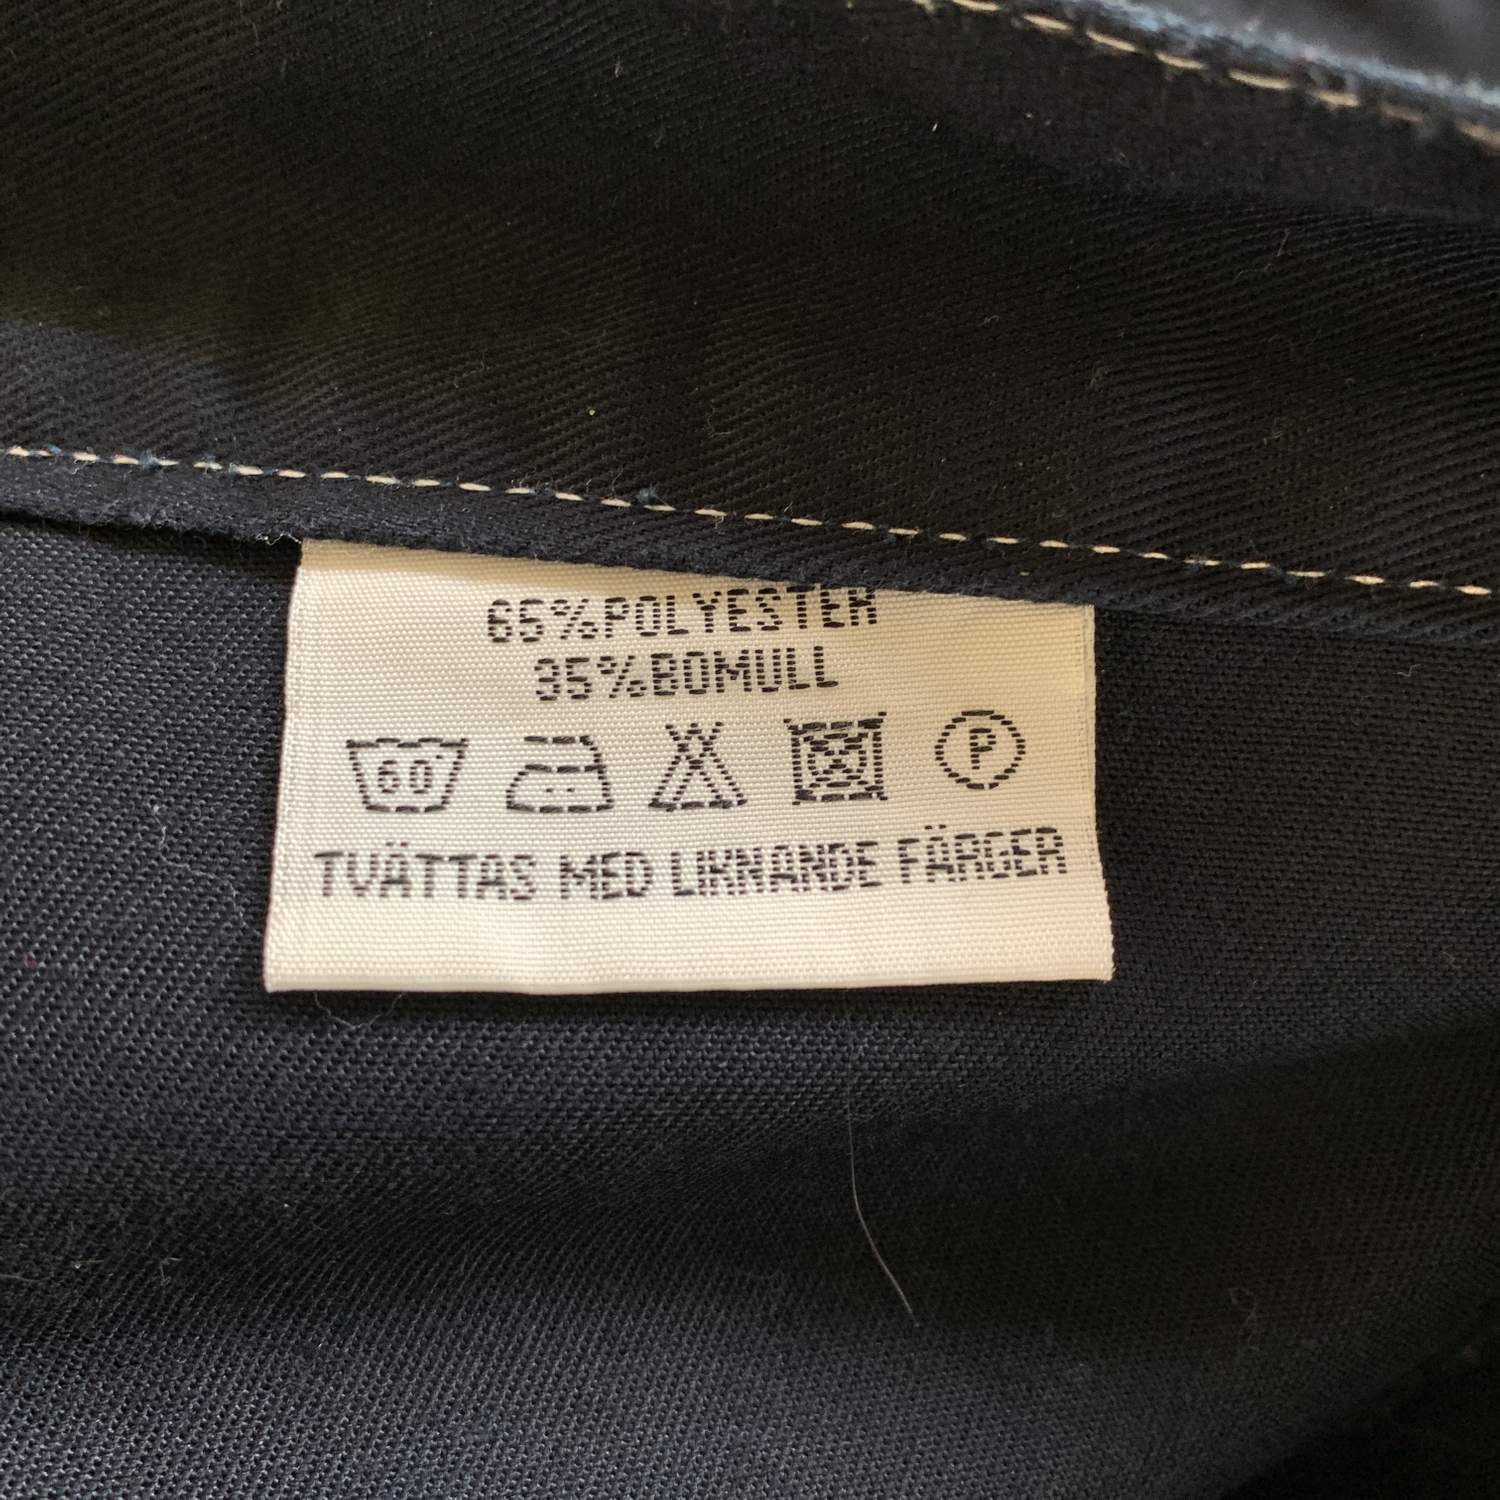 65%POLYESTER
35%BOMULL
60° P
TVÄTTAS MED LIKNANDE FÄRGER